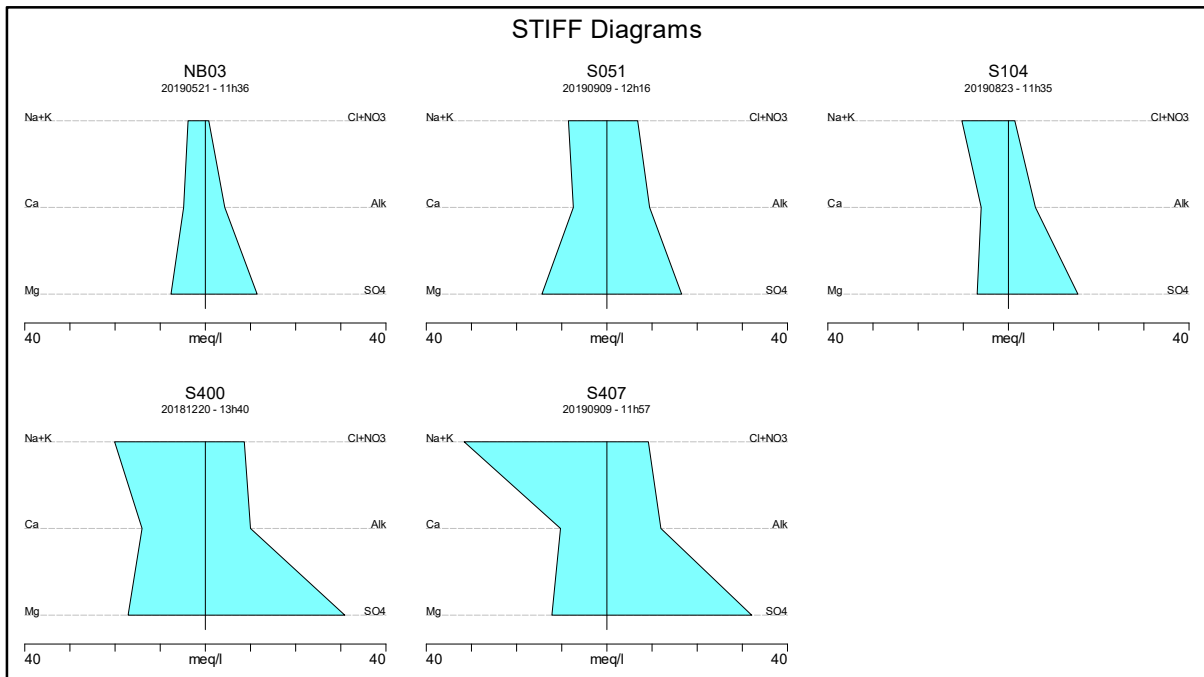 STIFF Diagrams
NB03
20190521 - 11h36
Na+K Cl+NO3
Ca Alk
Mg SO4
40 meq/l 40
S051
20190909 - 12h16
Na+K Cl+NO3
Ca Alk
Mg SO4
40 meq/l 40
S104
20190823 - 11h35
Na+K Cl+NO3
Ca Alk
Mg SO4
40 meq/l 40
S400
20181220 - 13h40
Na+K Cl+NO3
Ca Alk
Mg SO4
40 meq/l 40
S407
20190909 - 11h57
Na+K Cl+NO3
Ca Alk
Mg SO4
40 meq/l 40